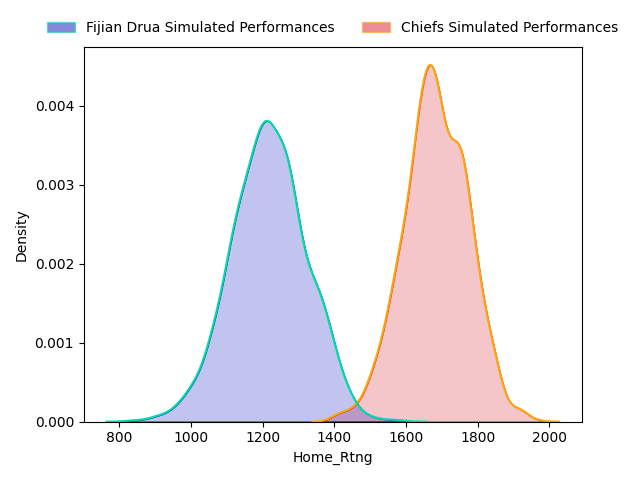 Fijian Drua Simulated Performances
Chiefs Simulated Performances
0.004
0.003
0.002
0.001
0.000
Density
800 1000 1200 1400 1600 1800 2000
Home_Rtng